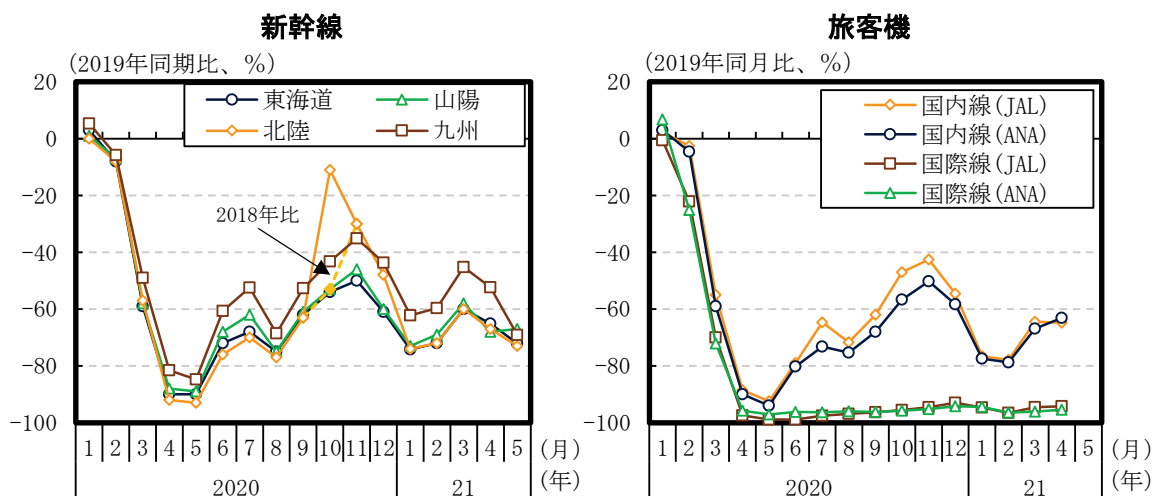 新幹線
(2019年同期比、%)
東海道
山陽
北陸
九州
2018年比
20
0
−20
−40
−60
−80
−100
1 2 3 4 5 6 7 8 9 10 11 12 1 2 3 4 5 (月)
2020 21 (年)
旅客機
(2019年同月比、%)
国内線(JAL)
国内線(ANA)
国際線(JAL)
国際線(ANA)
20
0
−20
−40
−60
−80
−100
1 2 3 4 5 6 7 8 9 10 11 12 1 2 3 4 5 (月)
2020 21 (年)